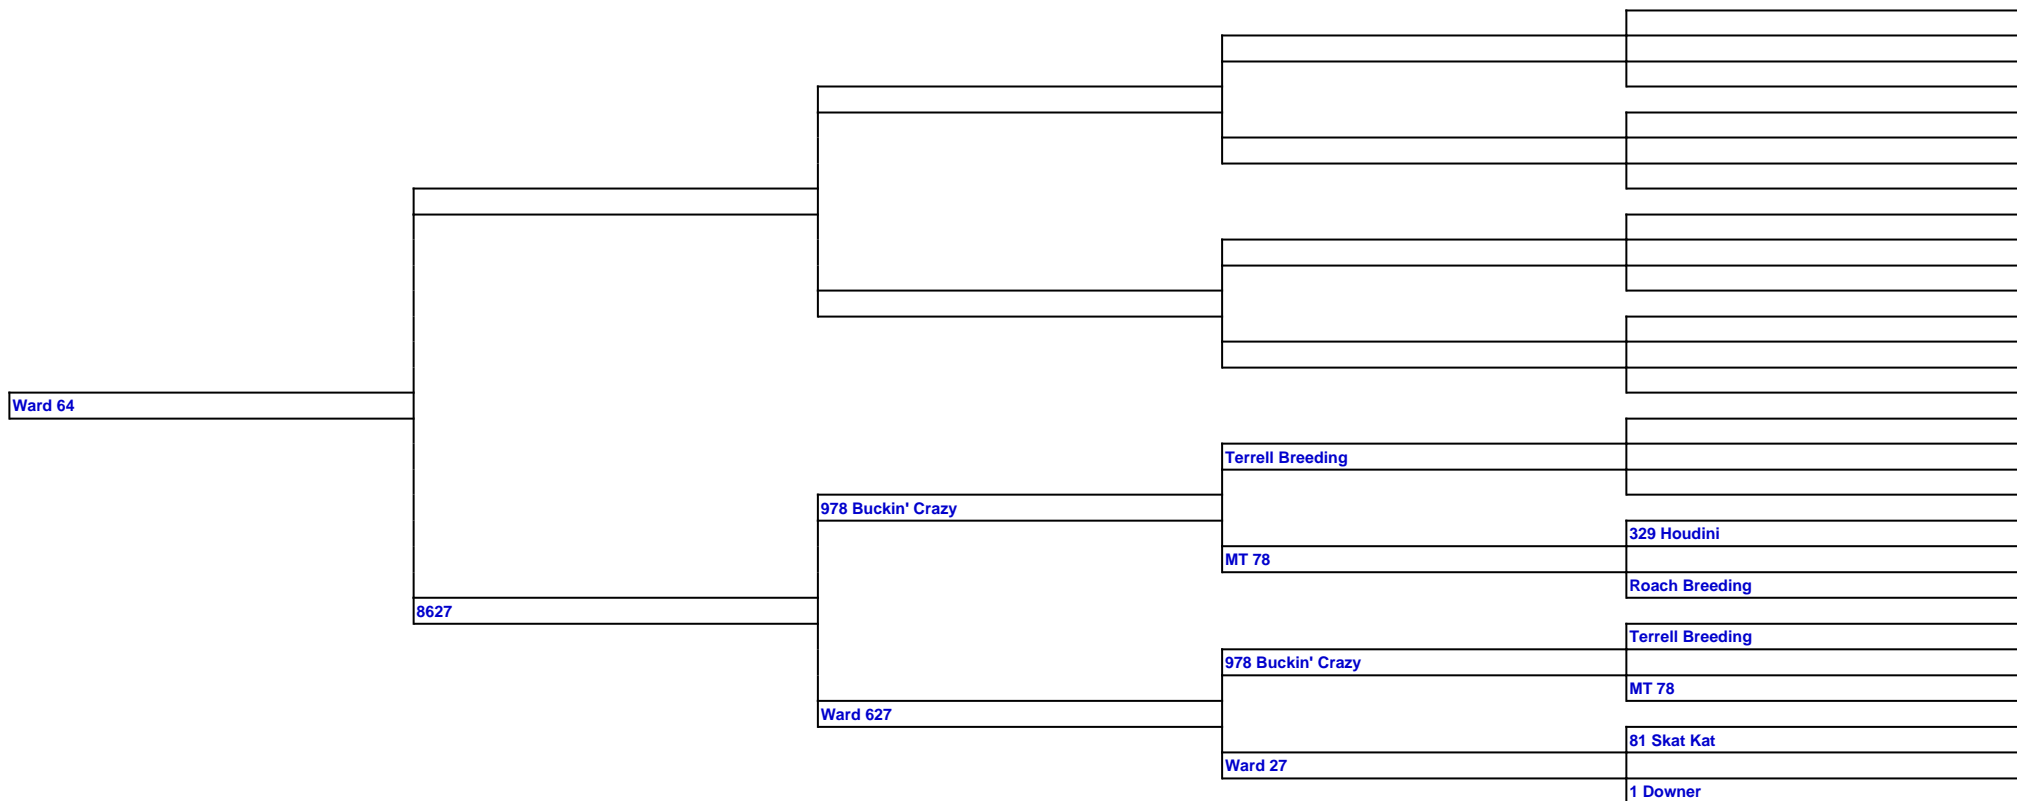 Ward 64
Terrell Breeding
978 Buckin' Crazy
329 Houdini
MT 78
Roach Breeding
8627
Terrell Breeding
978 Buckin' Crazy
MT 78
Ward 627
81 Skat Kat
Ward 27
1 Downer